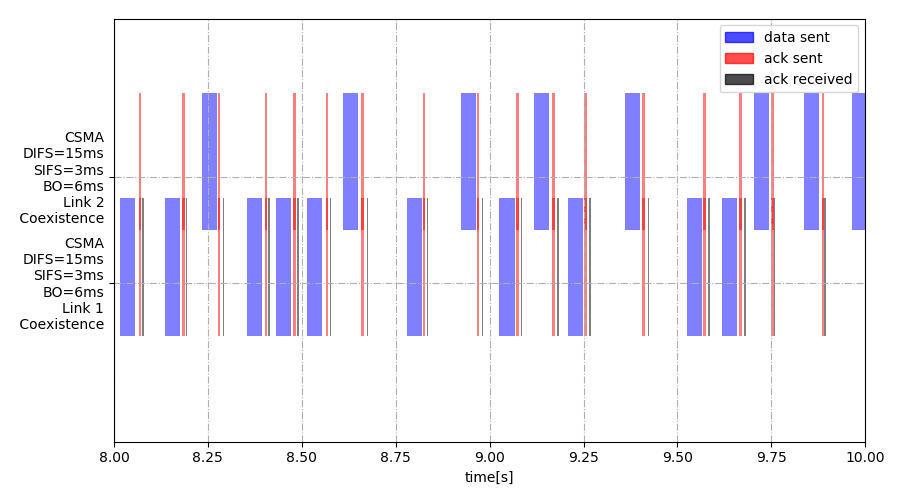 data sent
ack sent
ack received
CSMA
DIFS=15ms
SIFS=3ms
BO=6ms
Link 2
Coexistence
CSMA
DIFS=15ms
SIFS=3ms
BO=6ms
Link 1
Coexistence
8.00 8.25 8.50 8.75 9.00 9.25 9.50 9.75 10.00
time[s]